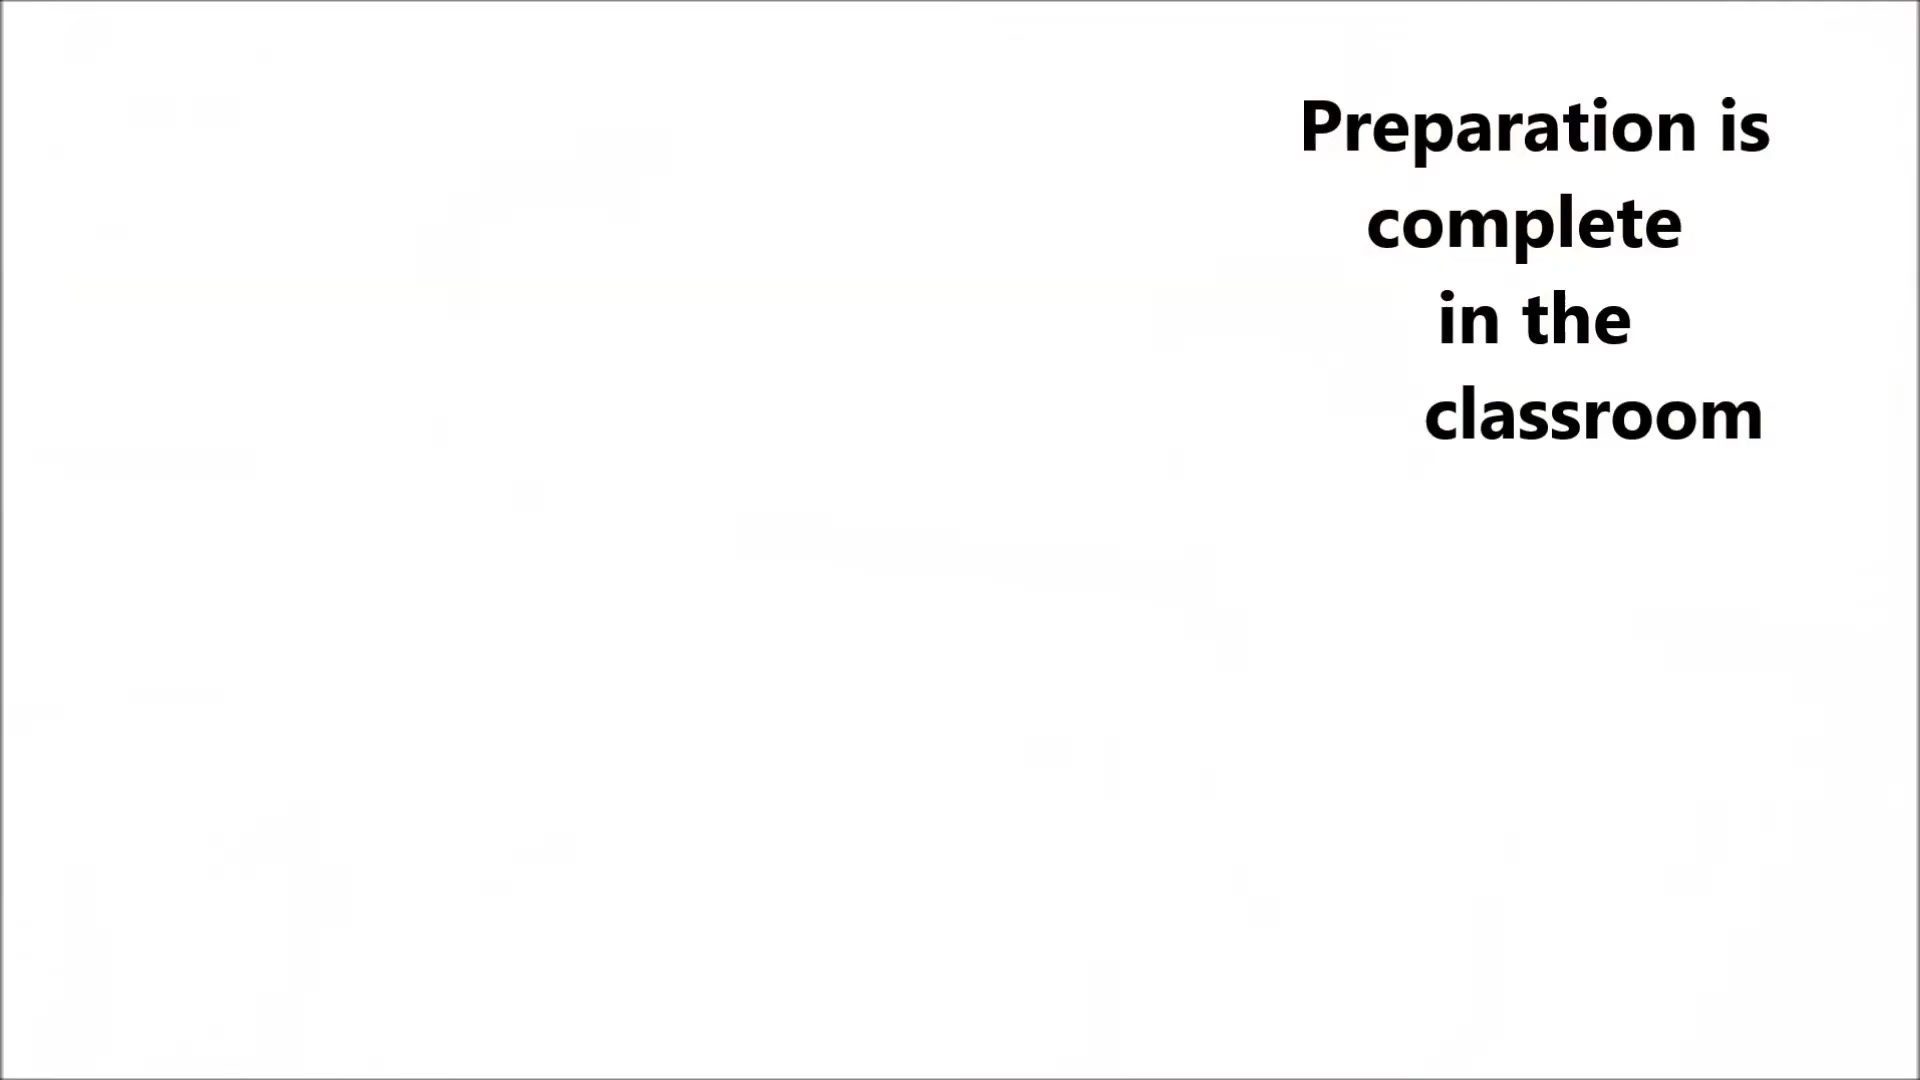 Preparation is
complete
in the
classroom